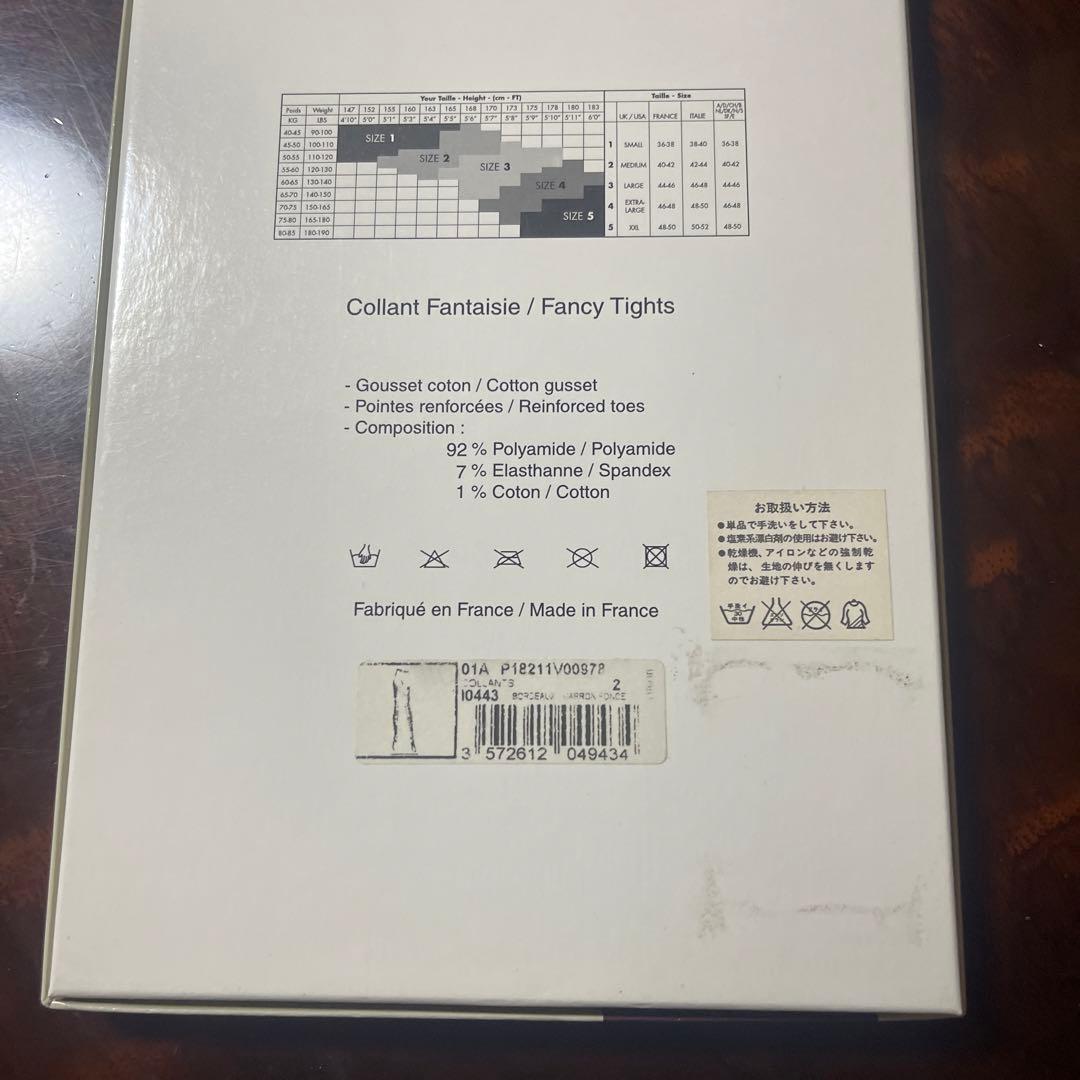 Your Taille - Height - (cm - FT) Taille - Size
Poids Weight 147 152 155 160 163 165 168 170 173 175 178 180 183
KG LBS 4'10" 5'0" 5'1" 5'3" 5'4" 5'5" 5'6" 5'7" 5'8" 5'9" 5'10" 5'11" 6'0" UK / USA FRANCE ITALIE
40-45 90-100
45-50 100-110 SIZE 1 1 SMALL 36-38 38-40 36-38
50-55 110-120 SIZE 2
55-60 120-130 SIZE 3 2 MEDIUM 40-42 42-44 40-42
60-65 130-140 SIZE 4 3 LARGE 44-46 46-48 44-46
65-70 140-150
70-75 150-165 4 EXTRA-LARGE 46-48 48-50 46-48
75-80 165-180 SIZE 5
80-85 180-190 5 XXL 48-50 50-52 48-50
Collant Fantaisie / Fancy Tights
- Gousset coton / Cotton gusset
- Pointes renforcées / Reinforced toes
- Composition :
92 % Polyamide / Polyamide
7 % Elasthanne / Spandex
1 % Coton / Cotton
お取扱い方法
●単品で手洗いをして下さい。
●塩素系漂白剤の使用はお避け下さい。
●乾燥機、アイロンなどの強制乾
燥は、生地の伸びを無くします
のでお避け下さい。
手洗イ
30
中性
Fabriqué en France / Made in France
01A P18211V00978
COLLANTS 2
10443 BORDEAUX MARRON FONCE
3 572612 049434